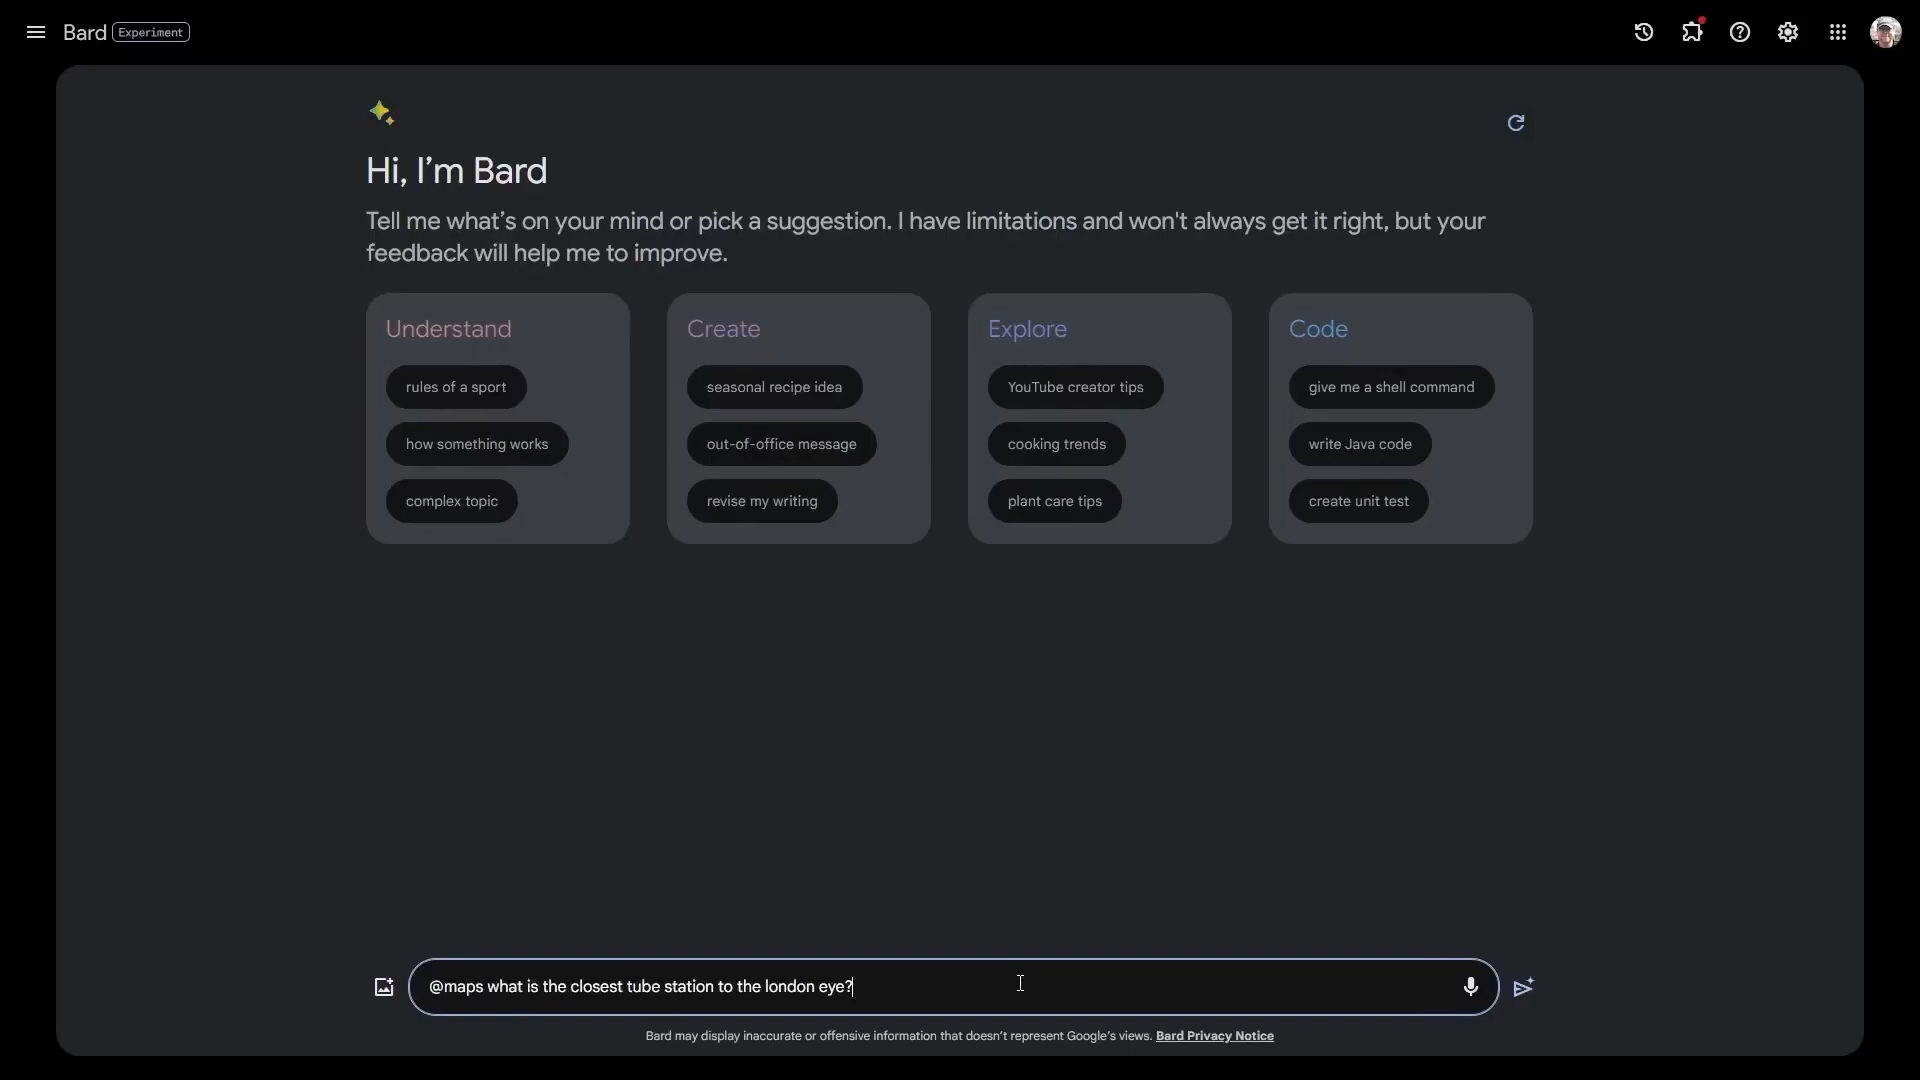 Bard Experiment
Hi, I’m Bard
Tell me what’s on your mind or pick a suggestion. I have limitations and won't always get it right, but your
feedback will help me to improve.
Understand
rules of a sport
how something works
complex topic
Create
seasonal recipe idea
out-of-office message
revise my writing
Explore
YouTube creator tips
cooking trends
plant care tips
Code
give me a shell command
write Java code
create unit test
@maps what is the closest tube station to the london eye?
Bard may display inaccurate or offensive information that doesn’t represent Google’s views. Bard Privacy Notice